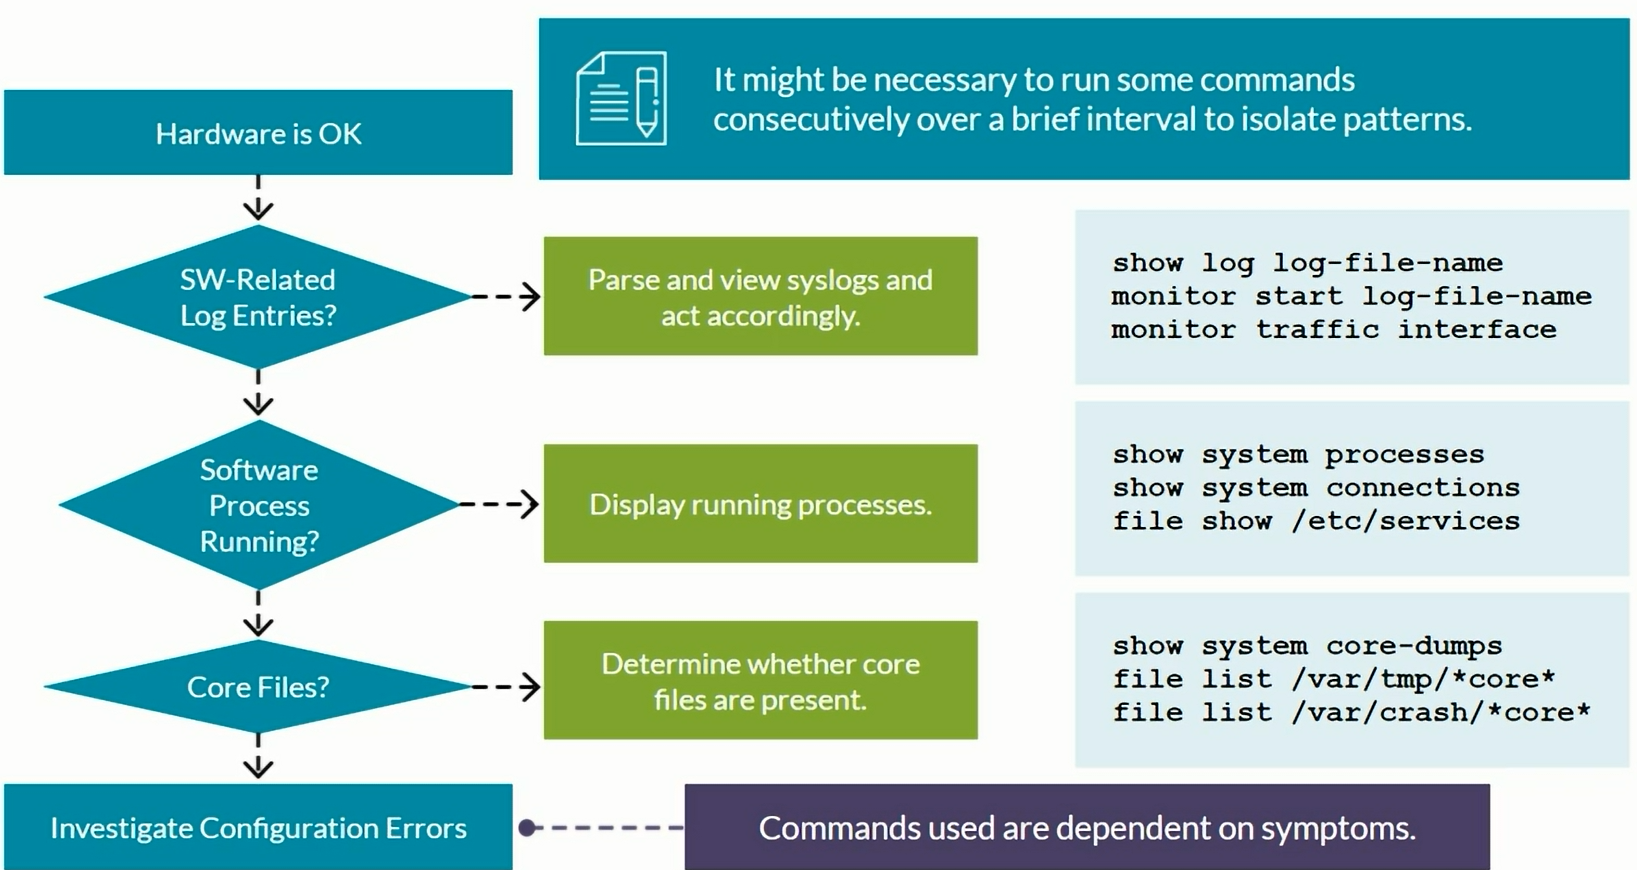 It might be necessary to run some commands
consecutively over a brief interval to isolate patterns.
Hardware is OK
SW-Related
Log Entries?
Parse and view syslogs and
act accordingly.
show log log-file-name
monitor start log-file-name
monitor traffic interface
Software
Process
Running?
Display running processes.
show system processes
show system connections
file show /etc/services
Core Files?
Determine whether core
files are present.
show system core-dumps
file list /var/tmp/*core*
file list /var/crash/*core*
Investigate Configuration Errors
Commands used are dependent on symptoms.